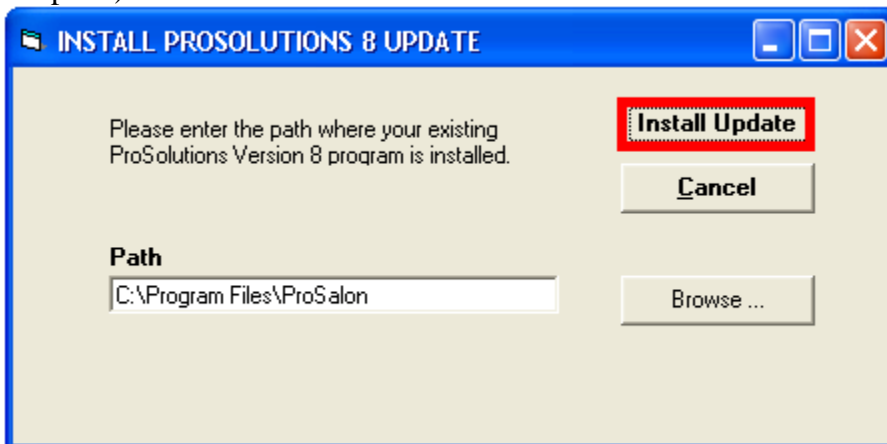 INSTALL PROSOLUTIONS 8 UPDATE
Please enter the path where your existing
ProSolutions Version 8 program is installed.
Install Update
Cancel
Path
C:\Program Files\ProSalon
Browse ...